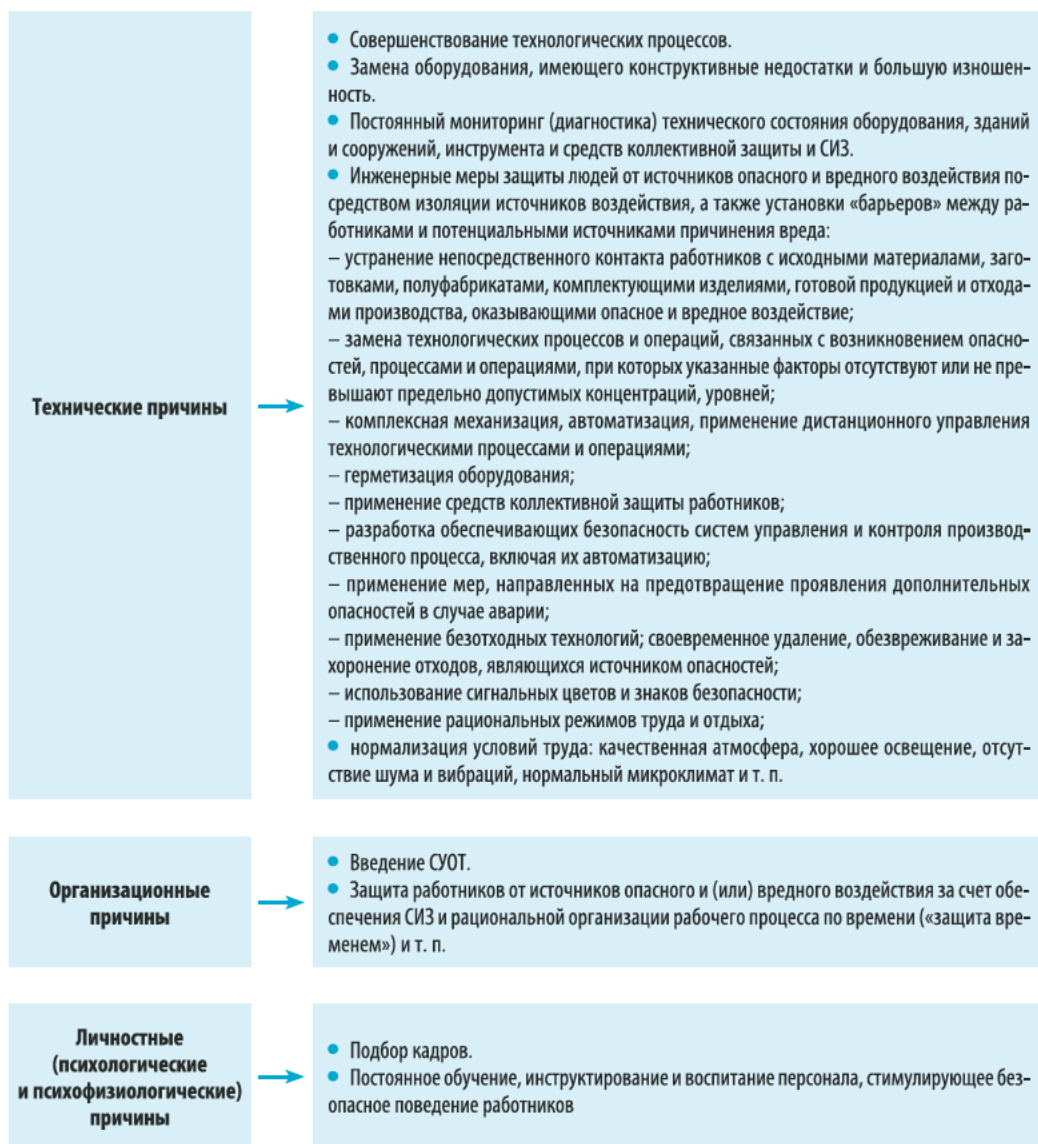 Технические причины
• Совершенствование технологических процессов.
• Замена оборудования, имеющего конструктивные недостатки и большую изношен-
ность.
• Постоянный мониторинг (диагностика) технического состояния оборудования, зданий
и сооружений, инструмента и средств коллективной защиты и СИЗ.
• Инженерные меры защиты людей от источников опасного и вредного воздействия по-
средством изоляции источников воздействия, а также установки «барьеров» между ра-
ботниками и потенциальными источниками причинения вреда:
– устранение непосредственного контакта работников с исходными материалами, заго-
товками, полуфабрикатами, комплектующими изделиями, готовой продукцией и отхода-
ми производства, оказывающими опасное и вредное воздействие;
– замена технологических процессов и операций, связанных с возникновением опасно-
стей, процессами и операциями, при которых указанные факторы отсутствуют или не пре-
вышают предельно допустимых концентраций, уровней;
– комплексная механизация, автоматизация, применение дистанционного управления
технологическими процессами и операциями;
– герметизация оборудования;
– применение средств коллективной защиты работников;
– разработка обеспечивающих безопасность систем управления и контроля производ-
ственного процесса, включая их автоматизацию;
– применение мер, направленных на предотвращение проявления дополнительных
опасностей в случае аварии;
– применение безотходных технологий; своевременное удаление, обезвреживание и за-
хоронение отходов, являющихся источником опасностей;
– использование сигнальных цветов и знаков безопасности;
– применение рациональных режимов труда и отдыха;
• нормализация условий труда: качественная атмосфера, хорошее освещение, отсут-
ствие шума и вибраций, нормальный микроклимат и т. п.
Организационные
причины
• Введение СУОТ.
• Защита работников от источников опасного и (или) вредного воздействия за счет обе-
спечения СИЗ и рациональной организации рабочего процесса по времени («защита вре-
менем») и т. п.
Личностные
(психологические
и психофизиологические)
причины
• Подбор кадров.
• Постоянное обучение, инструктирование и воспитание персонала, стимулирующее без-
опасное поведение работников